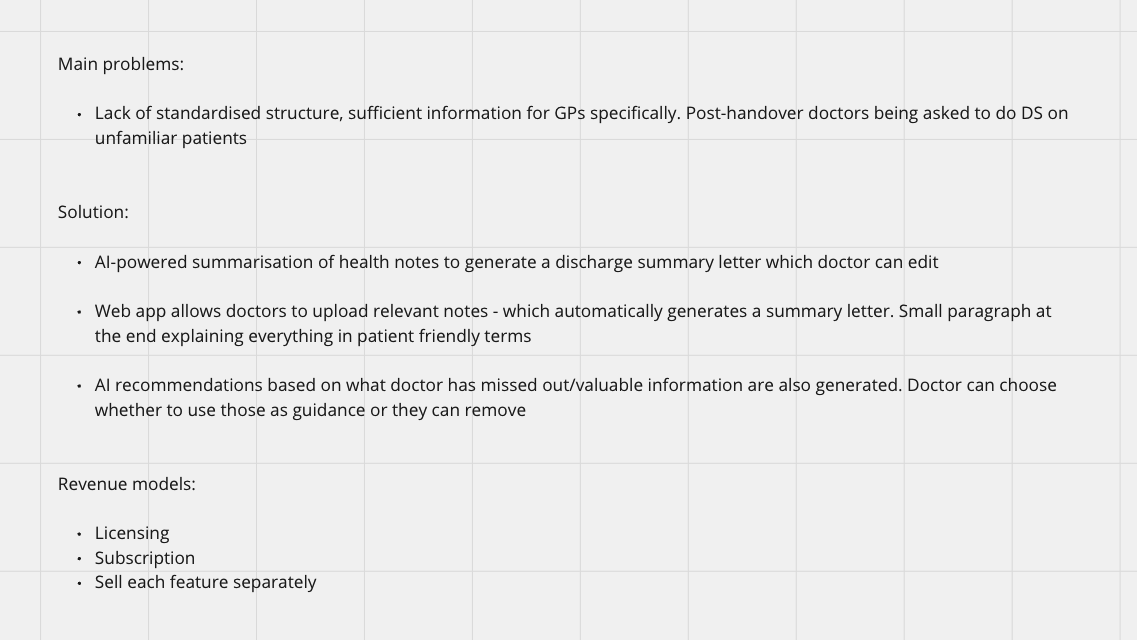 Main problems:
• Lack of standardised structure, sufficient information for GPs specifically. Post-handover doctors being asked to do DS on
unfamiliar patients
Solution:
• AI-powered summarisation of health notes to generate a discharge summary letter which doctor can edit
• Web app allows doctors to upload relevant notes - which automatically generates a summary letter. Small paragraph at
the end explaining everything in patient friendly terms
• AI recommendations based on what doctor has missed out/valuable information are also generated. Doctor can choose
whether to use those as guidance or they can remove
Revenue models:
• Licensing
• Subscription
• Sell each feature separately